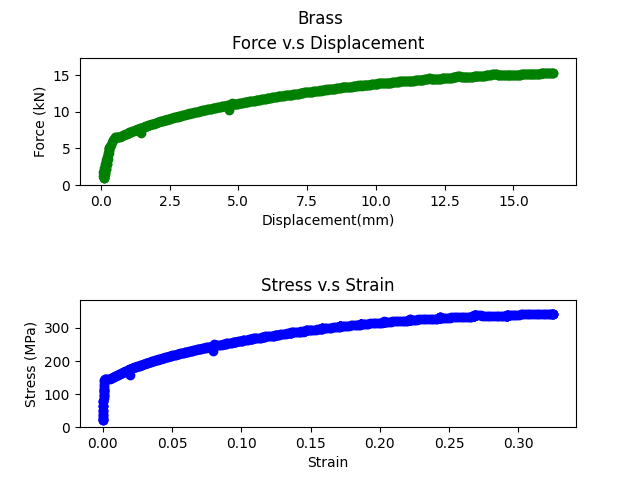 Brass
Force v.s Displacement
Force (kN)
15
10
5
0
0.0 2.5 5.0 7.5 10.0 12.5 15.0
Displacement(mm)
Stress v.s Strain
Stress (MPa)
300
200
100
0
0.00 0.05 0.10 0.15 0.20 0.25 0.30
Strain